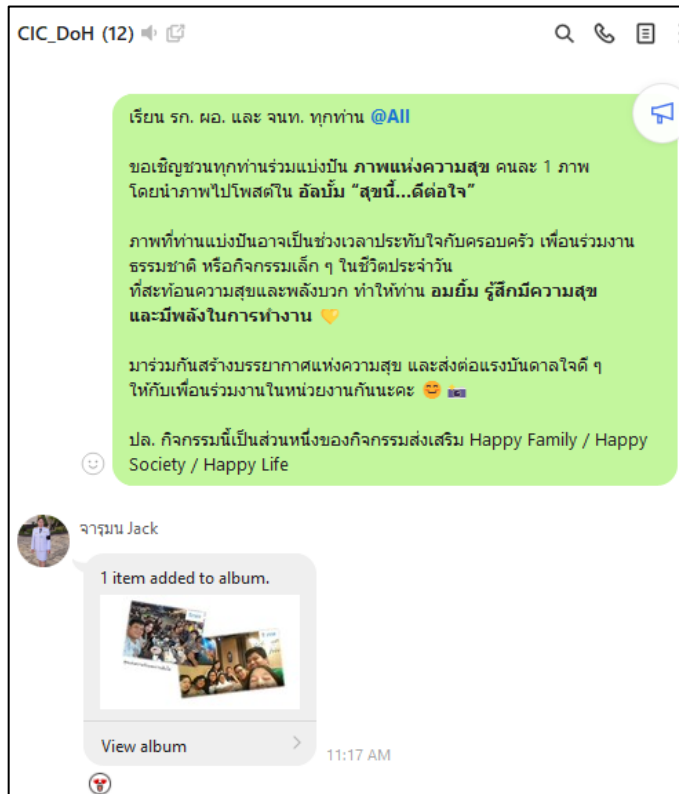 CIC_DoH (12)
เรียน รก. ผอ. และ จนท. ทุกท่าน @All
ขอเชิญชวนทุกท่านร่วมแบ่งปัน ภาพแห่งความสุข คนละ 1 ภาพ
โดยนำภาพไปโพสต์ใน อัลบั้ม “สุขนี้...ดีต่อใจ”
ภาพที่ท่านแบ่งปันอาจเป็นช่วงเวลาประทับใจกับครอบครัว เพื่อนร่วมงาน
ธรรมชาติ หรือกิจกรรมเล็ก ๆ ในชีวิตประจำวัน
ที่สะท้อนความสุขและพลังบวก ทำให้ท่าน อมยิ้ม รู้สึกมีความสุข
และมีพลังในการทำงาน 💛
มาร่วมกันสร้างบรรยากาศแห่งความสุข และส่งต่อแรงบันดาลใจดี ๆ
ให้กับเพื่อนร่วมงานในหน่วยงานกันนะคะ 😊 📸
ปล. กิจกรรมนี้เป็นส่วนหนึ่งของกิจกรรมส่งเสริม Happy Family / Happy
Society / Happy Life
จารุมน Jack
1 item added to album.
View album
11:17 AM